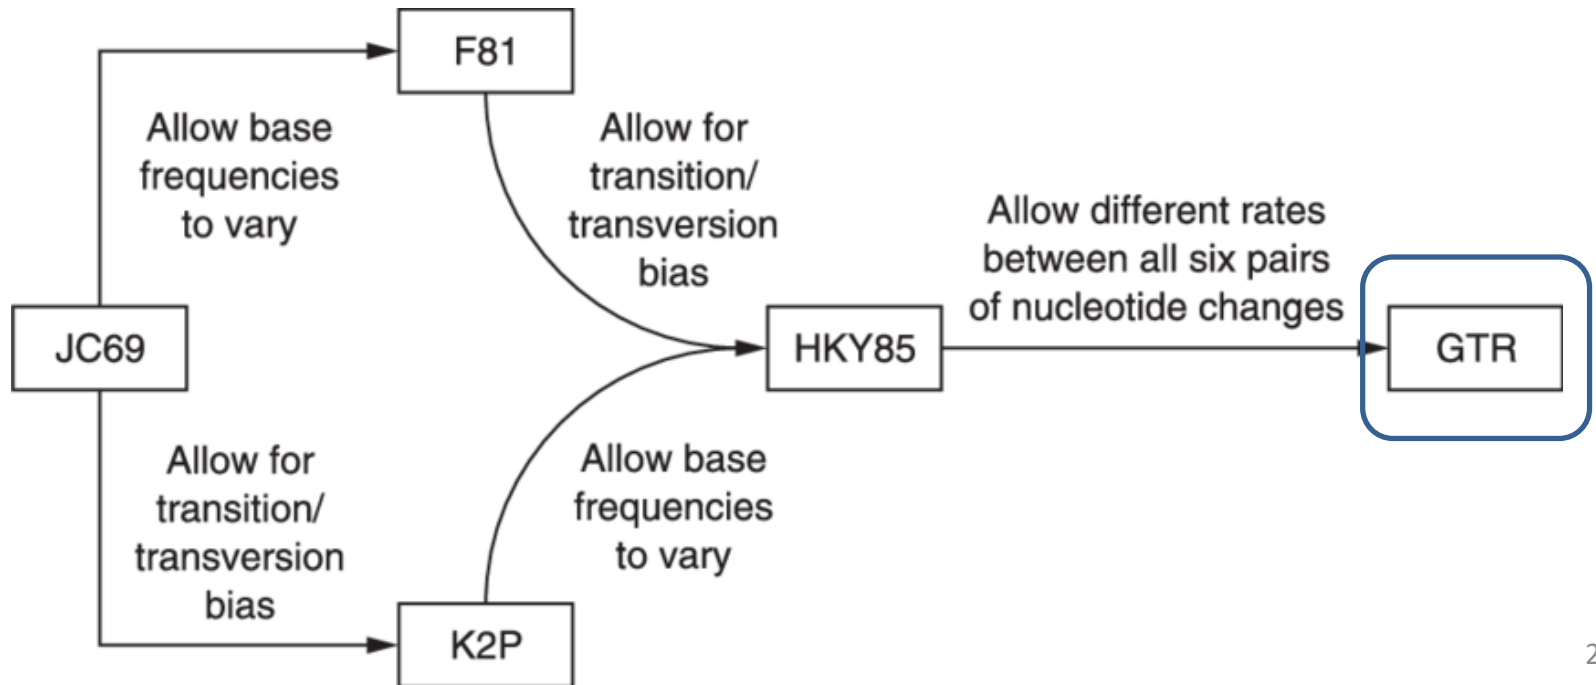 F81
Allow base
frequencies
to vary
Allow for
transition/
transversion
bias
Allow different rates
between all six pairs
of nucleotide changes
JC69
HKY85
GTR
Allow for
transition/
transversion
bias
Allow base
frequencies
to vary
K2P
2